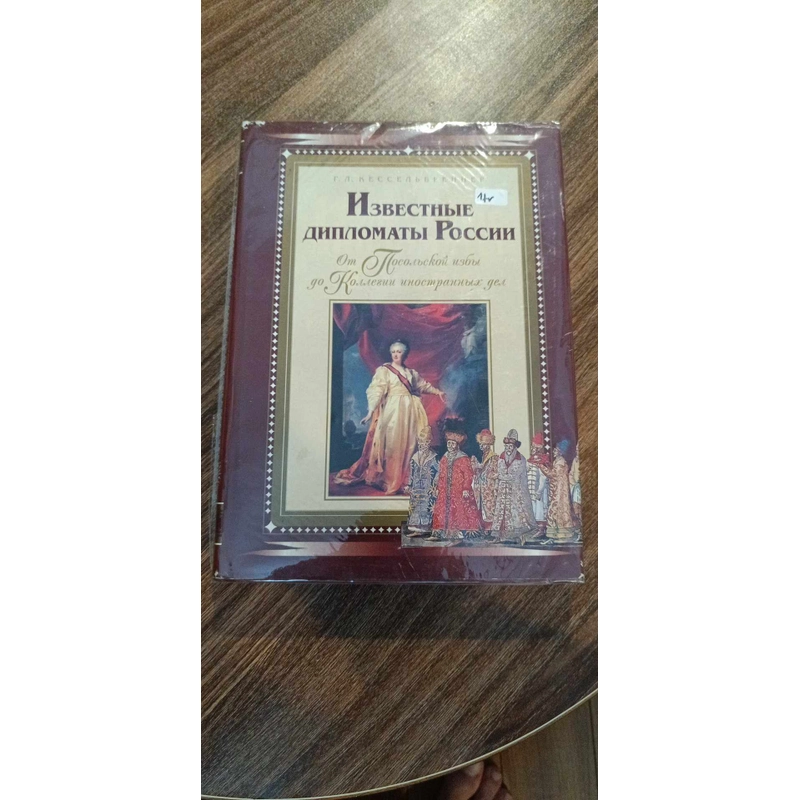 Г.Л. КЕССЕЛЬБРЕННЕР
ИЗВЕСТНЫЕ
ДИПЛОМАТЫ РОССИИ
От Посольской избы
до Коллегии иностранных дел